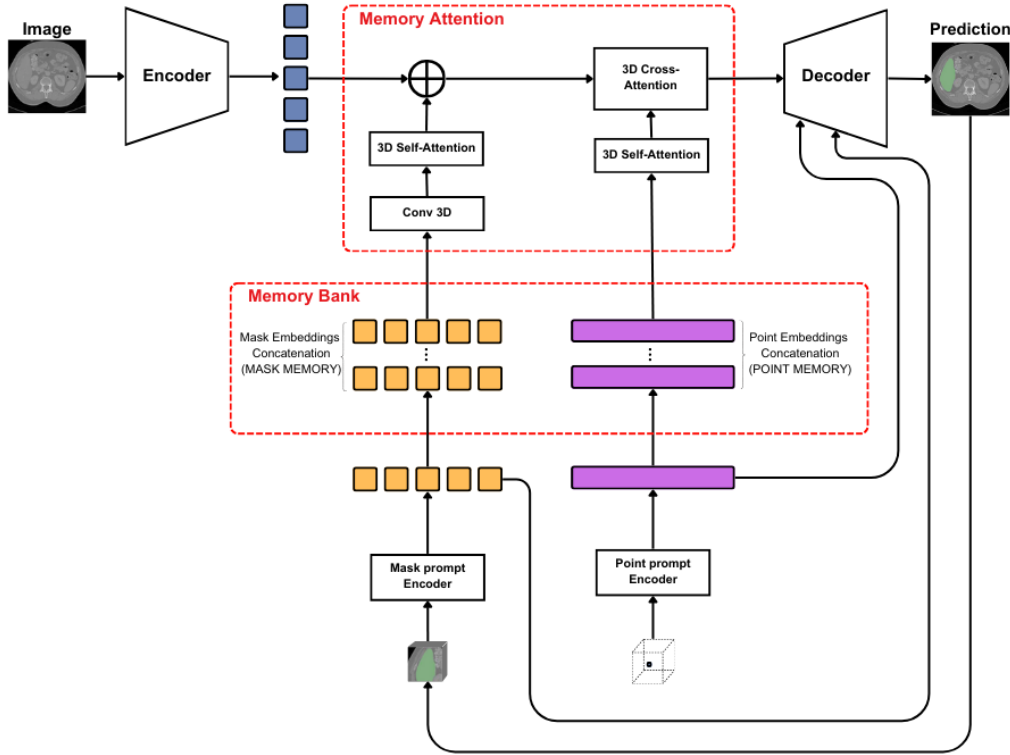 Image
Encoder
Memory Attention
3D Self-Attention
Conv 3D
3D Cross-
Attention
3D Self-Attention
Decoder
Prediction
Memory Bank
Mask Embeddings
Concatenation
(MASK MEMORY)
Point Embeddings
Concatenation
(POINT MEMORY)
Mask prompt
Encoder
Point prompt
Encoder